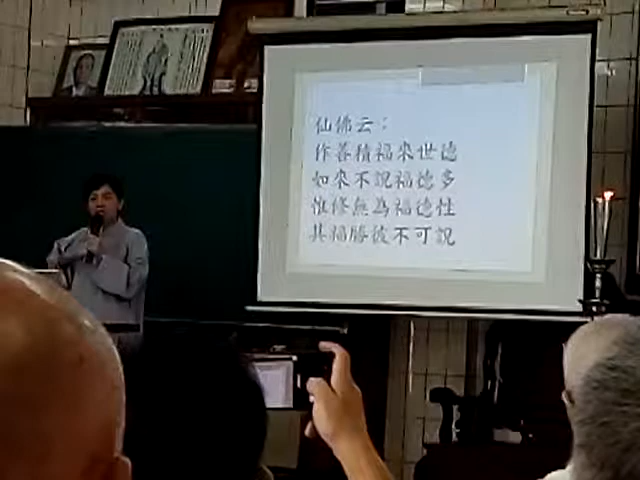 仙佛云：
作善積福來世德
如來不說福德多
惟修無為福德性
其福勝彼不可說